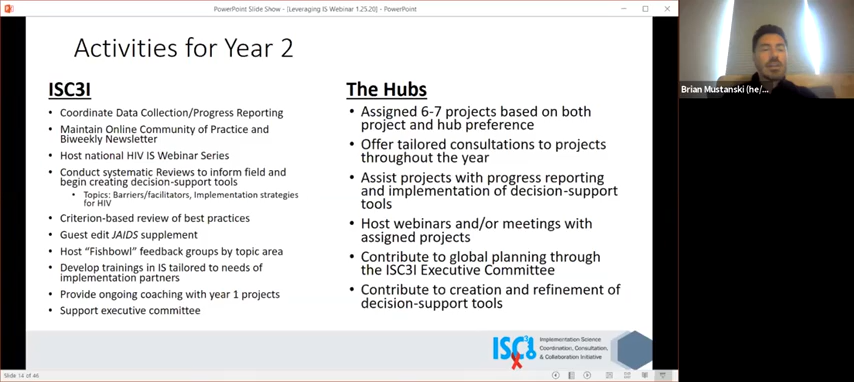 PowerPoint Slide Show - [Leveraging IS Webinar 1.25.20] - PowerPoint
Activities for Year 2
ISC3I
• Coordinate Data Collection/Progress Reporting
• Maintain Online Community of Practice and
Biweekly Newsletter
• Host national HIV IS Webinar Series
• Conduct systematic Reviews to inform field and
begin creating decision-support tools
• Topics: Barriers/facilitators, Implementation strategies
for HIV
• Criterion-based review of best practices
• Guest edit JAIDS supplement
• Host “Fishbowl” feedback groups by topic area
• Develop trainings in IS tailored to needs of
implementation partners
• Provide ongoing coaching with year 1 projects
• Support executive committee
The Hubs
• Assigned 6-7 projects based on both
project and hub preference
• Offer tailored consultations to projects
throughout the year
• Assist projects with progress reporting
and implementation of decision-support
tools
• Host webinars and/or meetings with
assigned projects
• Contribute to global planning through
the ISC3I Executive Committee
• Contribute to creation and refinement of
decision-support tools
ISC3I
Implementation Science
Coordination, Consultation,
& Collaboration Initiative
Slide 14 of 46
Brian Mustanski (he/...